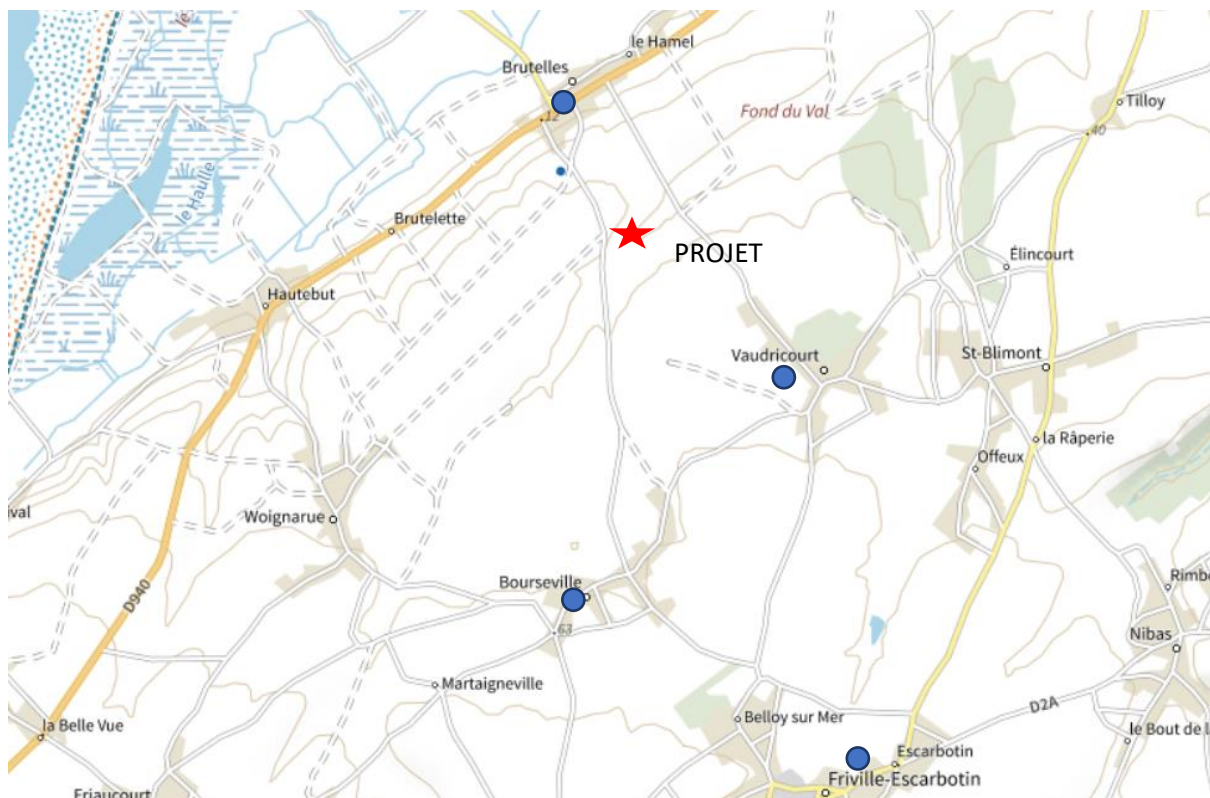 le Hamel
Brutelles
Tilloy
Fond du Val
12
40
le Haulle
Brutelette
PROJET
Élincourt
Hautebut
Vaudricourt
St-Blimont
la Râperie
Offeux
ival
Woignarue
Bourseville
Rimb
D940
63
Nibas
Martaigneville
D2A
Belloy sur Mer
la Belle Vue
le Bout de l
Escarbotin
Friville-Escarbotin
Friaucourt